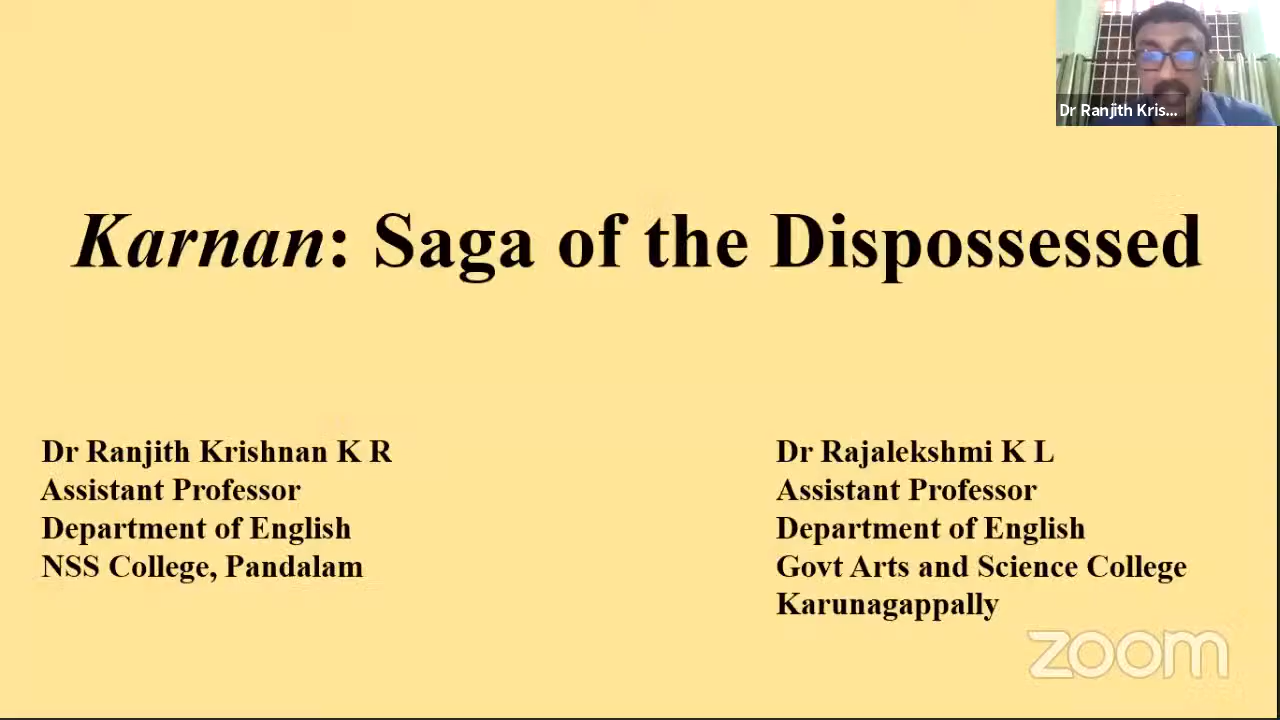 Dr Ranjith Kris...
Karnan: Saga of the Dispossessed
Dr Ranjith Krishnan K R
Assistant Professor
Department of English
NSS College, Pandalam
Dr Rajalekshmi K L
Assistant Professor
Department of English
Govt Arts and Science College
Karunagappally
zoom